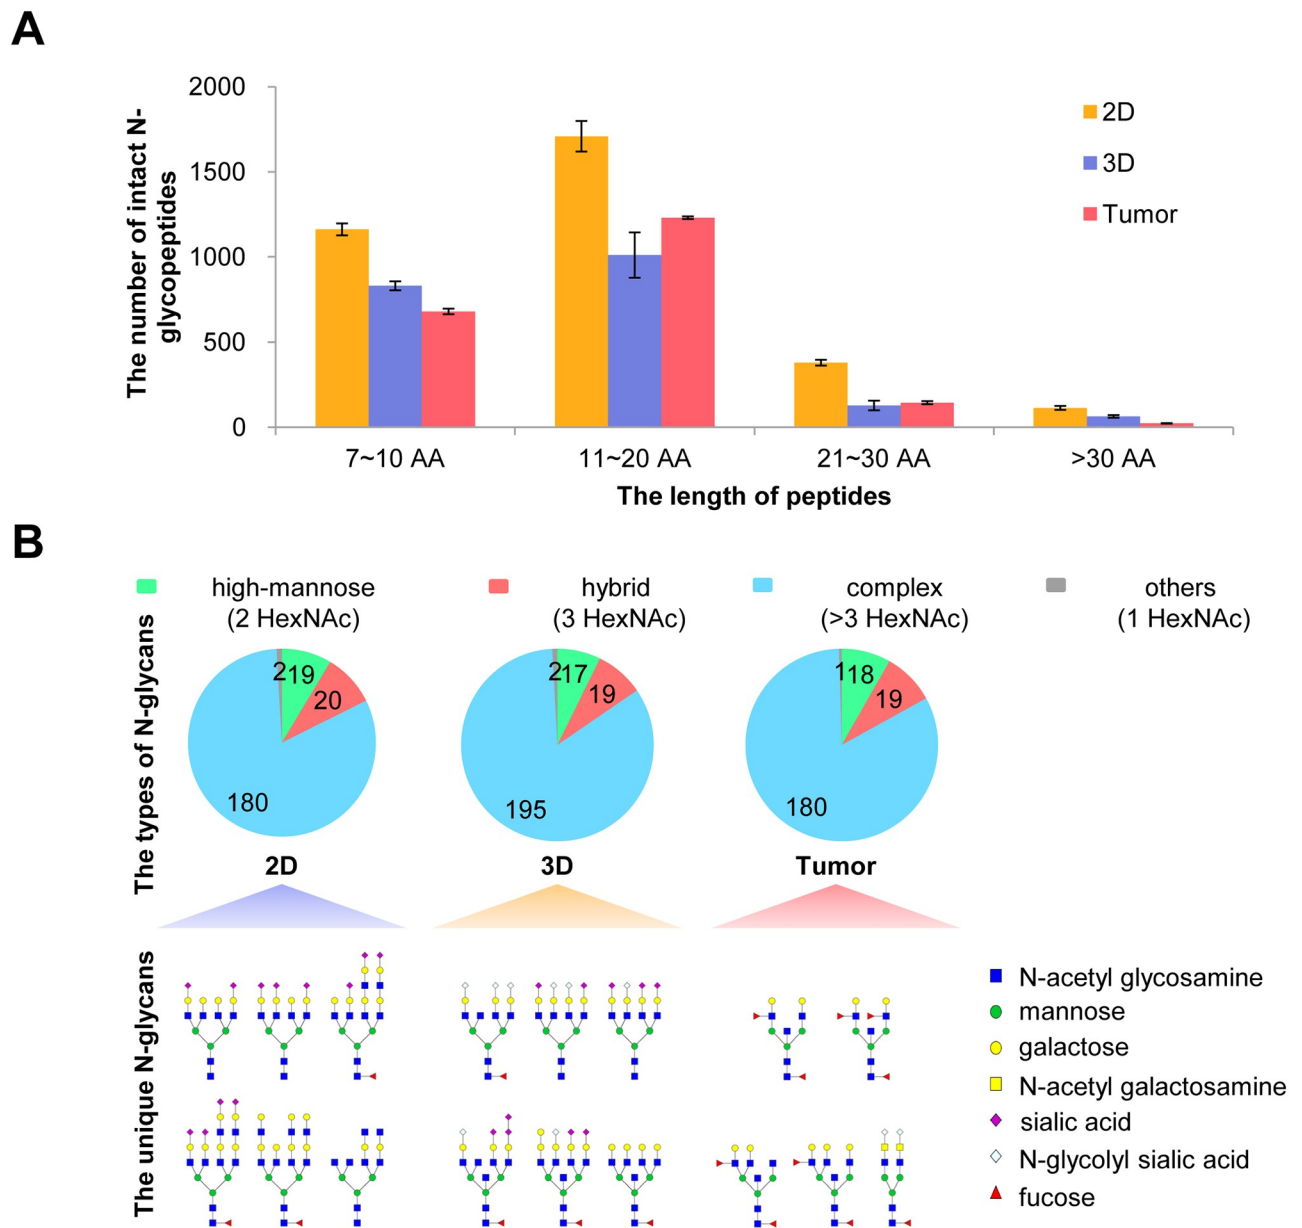 A
The number of intact N-
glycopeptides
2000
1500
1000
500
0
2D
3D
Tumor
7~10 AA
11~20 AA
21~30 AA
>30 AA
The length of peptides
B
The types of N-glycans
high-mannose
(2 HexNAc)
hybrid
(3 HexNAc)
complex
(>3 HexNAc)
others
(1 HexNAc)
2
19
20
180
2
17
19
195
1
18
19
180
2D
3D
Tumor
The unique N-glycans
N-acetyl glycosamine
mannose
galactose
N-acetyl galactosamine
sialic acid
N-glycolyl sialic acid
fucose